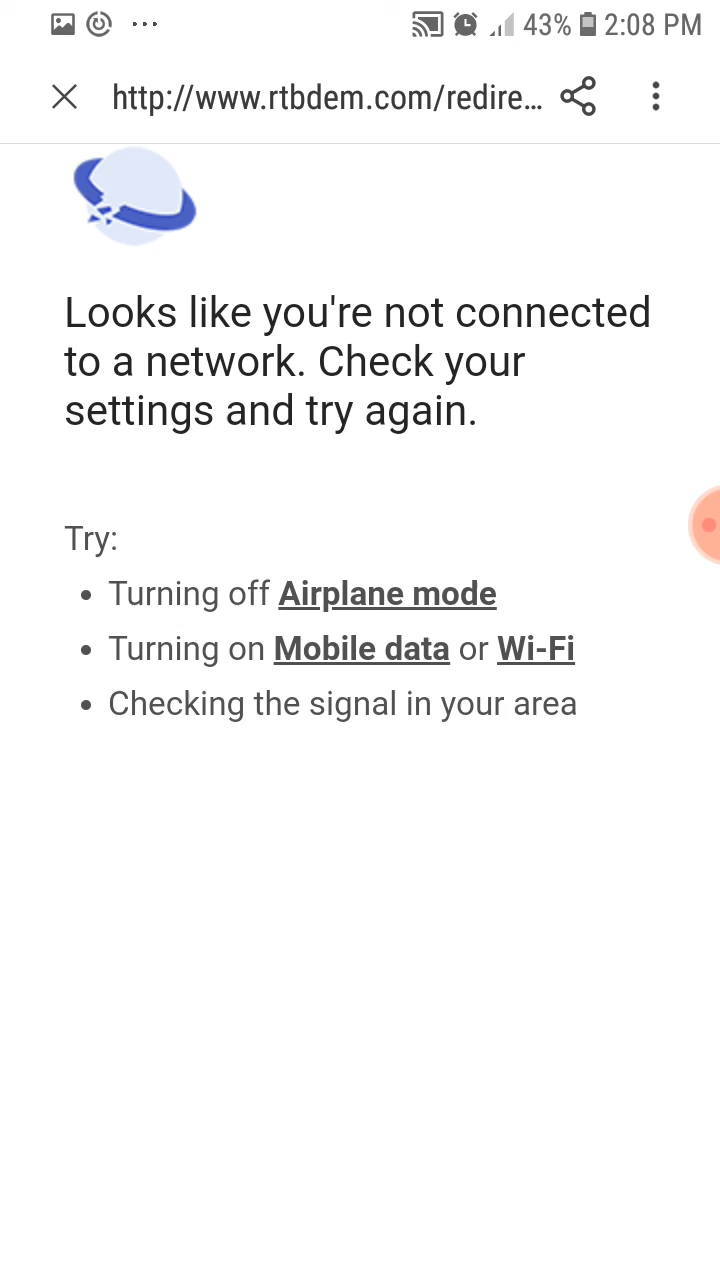 43% 2:08 PM
http://www.rtbdem.com/redire...
Looks like you're not connected
to a network. Check your
settings and try again.
Try:
• Turning off Airplane mode
• Turning on Mobile data or Wi-Fi
• Checking the signal in your area